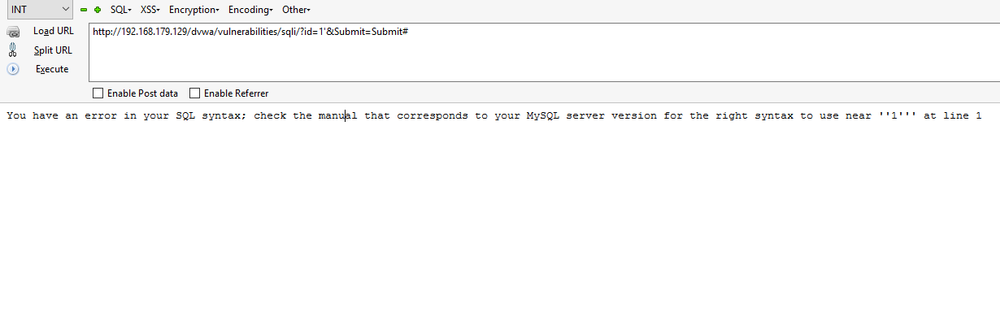 INT SQL XSS Encryption Encoding Other
Load URL
http://192.168.179.129/dvwa/vulnerabilities/sqli/?id=1'&Submit=Submit#
Split URL
Execute
Enable Post data Enable Referrer
You have an error in your SQL syntax; check the manual that corresponds to your MySQL server version for the right syntax to use near ''1''' at line 1